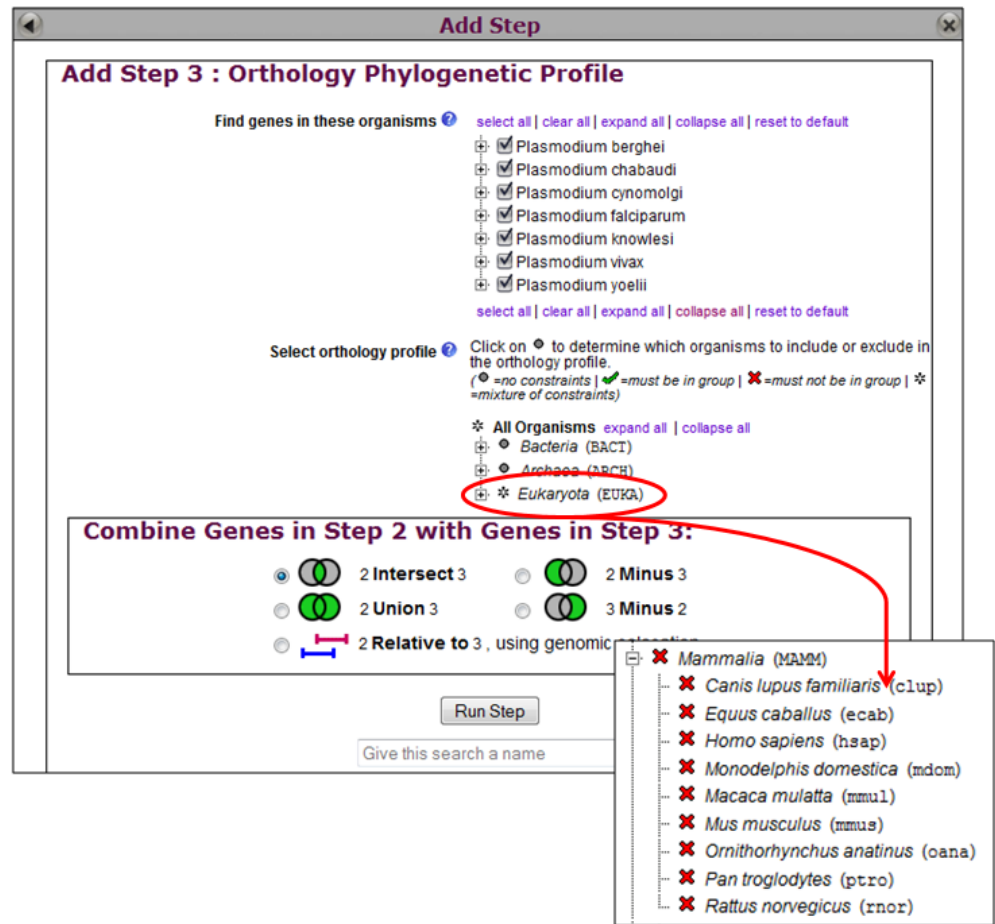 Add Step
Add Step 3 : Orthology Phylogenetic Profile
Find genes in these organisms
select all | clear all | expand all | collapse all | reset to default
Plasmodium berghei
Plasmodium chabaudi
Plasmodium cynomolgi
Plasmodium falciparum
Plasmodium knowlesi
Plasmodium vivax
Plasmodium yoelii
select all | clear all | expand all | collapse all | reset to default
Select orthology profile
Click on to determine which organisms to include or exclude in
the orthology profile.
( =no constraints | =must be in group | =must not be in group |
=mixture of constraints)
All Organisms expand all | collapse all
Bacteria (BACT)
Archaea (ARCH)
Eukaryota (EUKA)
Combine Genes in Step 2 with Genes in Step 3:
2 Intersect 3 2 Minus 3
2 Union 3 3 Minus 2
2 Relative to 3 , using genomic
Run Step
Give this search a name
Mammalia (MAMM)
Canis lupus familiaris (clup)
Equus caballus (ecab)
Homo sapiens (hsap)
Monodelphis domestica (mdom)
Macaca mulatta (mmul)
Mus musculus (mmus)
Ornithorhynchus anatinus (oana)
Pan troglodytes (ptro)
Rattus norvegicus (rnor)